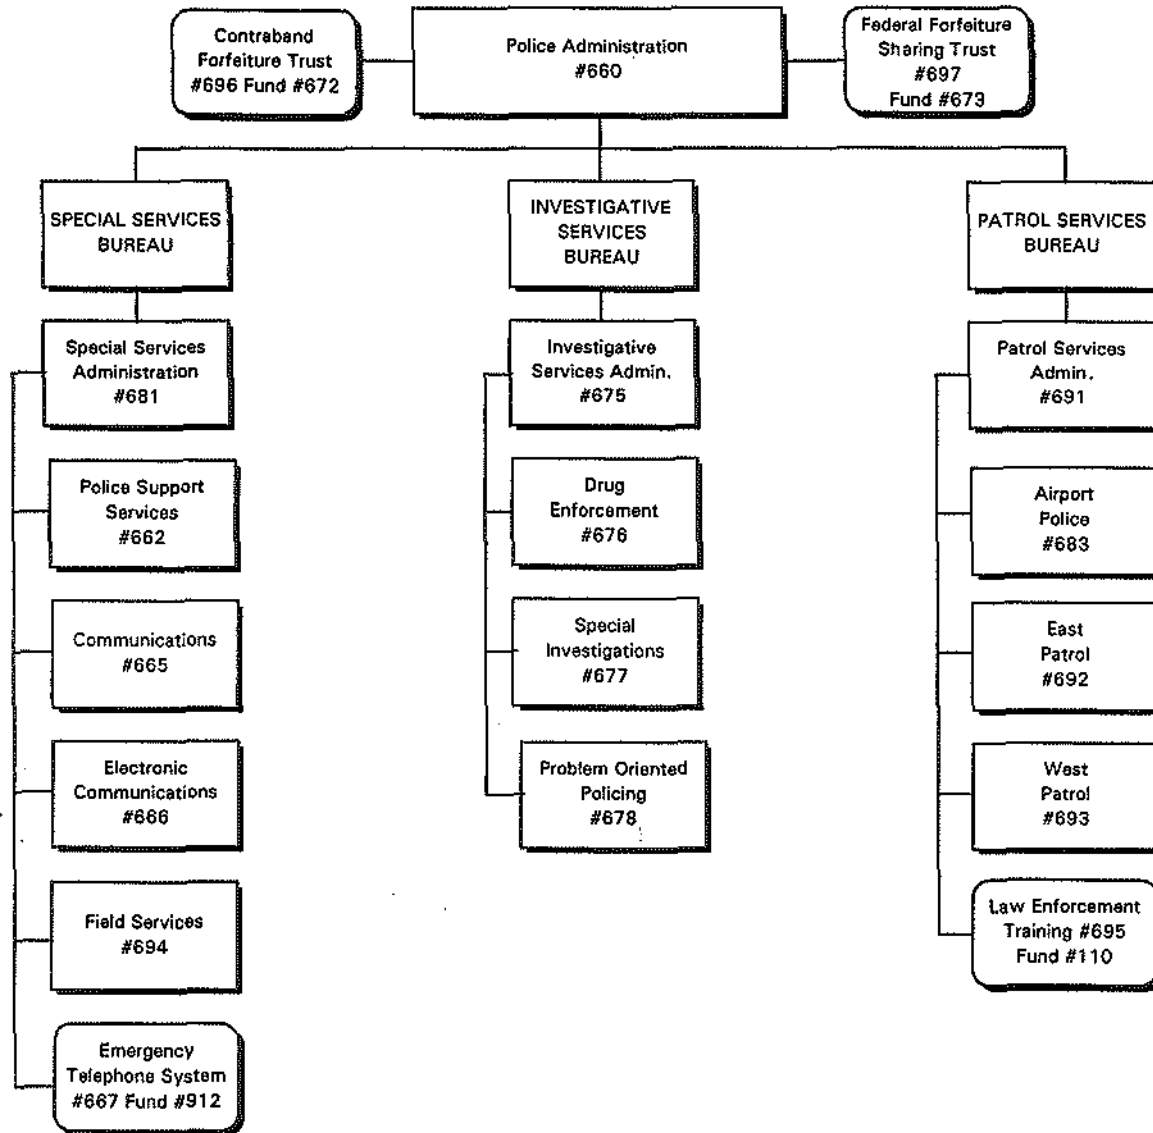 Contraband
Forfeiture Trust
#696 Fund #672
Police Administration
#660
Federal Forfeiture
Sharing Trust
#697
Fund #673
SPECIAL SERVICES
BUREAU
INVESTIGATIVE
SERVICES
BUREAU
PATROL SERVICES
BUREAU
Special Services
Administration
#681
Police Support
Services
#662
Communications
#665
Electronic
Communications
#666
Field Services
#694
Emergency
Telephone System
#667 Fund #912
Investigative
Services Admin.
#675
Drug
Enforcement
#676
Special
Investigations
#677
Problem Oriented
Policing
#678
Patrol Services
Admin.
#691
Airport
Police
#683
East
Patrol
#692
West
Patrol
#693
Law Enforcement
Training #695
Fund #110